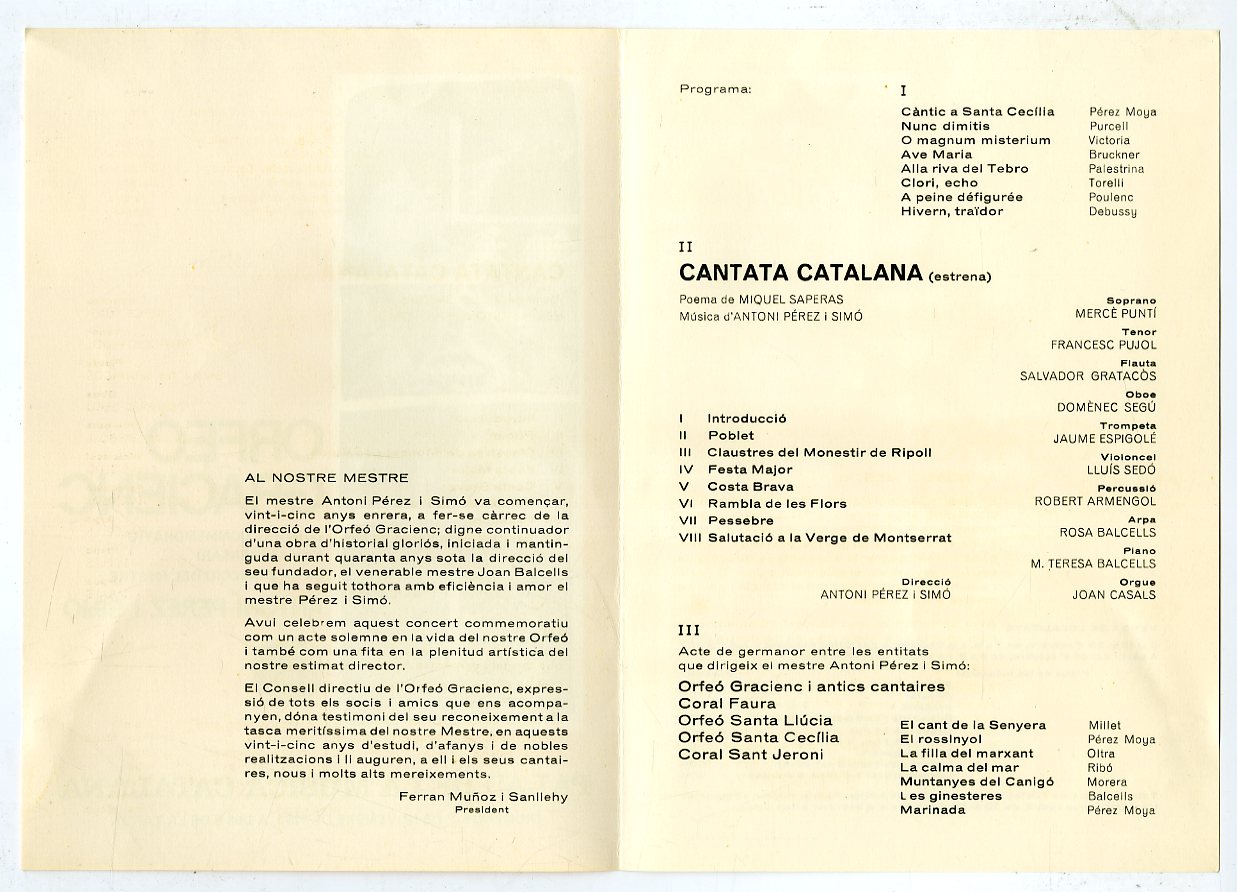 AL NOSTRE MESTRE
El mestre Antoni Pérez i Simó va començar,
vint-i-cinc anys enrera, a fer-se càrrec de la
direcció de l'Orfeó Gracienc; digne continuador
d'una obra d'historial gloriós, iniciada i mantin-
guda durant quaranta anys sota la direcció del
seu fundador, el venerable mestre Joan Balcells
i que ha seguit tothora amb eficiència i amor el
mestre Pérez i Simó.
Avui celebrem aquest concert commemoratiu
com un acte solemne en la vida del nostre Orfeó
i també com una fita en la plenitud artística del
nostre estimat director.
El Consell directiu de l'Orfeó Gracienc, expres-
sió de tots els socis i amics que ens acompa-
nyen, dóna testimoni del seu reconeixement a la
tasca meritíssima del nostre Mestre, en aquests
vint-i-cinc anys d'estudi, d'afanys i de nobles
realitzacions i li auguren, a ell i els seus cantai-
res, nous i molts alts mereixements.
Ferran Muñoz i Sanllehy
President
Programa:
I
Càntic a Santa Cecília Pérez Moya
Nunc dimitis Purcell
O magnum misterium Victoria
Ave Maria Bruckner
Alla riva del Tebro Palestrina
Clori, echo Torelli
A peine défigurée Poulenc
Hivern, traïdor Debussy
II
CANTATA CATALANA (estrena)
Poema de MIQUEL SAPERAS
Música d'ANTONI PÉREZ i SIMÓ
Soprano
MERCÈ PUNTÍ
Tenor
FRANCESC PUJOL
Flauta
SALVADOR GRATACÒS
Oboe
DOMÈNEC SEGÚ
Trompeta
JAUME ESPIGOLÉ
Violoncel
LLUÍS SEDÓ
Percussió
ROBERT ARMENGOL
Arpa
ROSA BALCELLS
Piano
M. TERESA BALCELLS
Orgue
JOAN CASALS
I Introducció
II Poblet
III Claustres del Monestir de Ripoll
IV Festa Major
V Costa Brava
VI Rambla de les Flors
VII Pessebre
VIII Salutació a la Verge de Montserrat
Direcció
ANTONI PÉREZ i SIMÓ
III
Acte de germanor entre les entitats
que dirigeix el mestre Antoni Pérez i Simó:
Orfeó Gracienc i antics cantaires
Coral Faura
Orfeó Santa Llúcia
Orfeó Santa Cecília
Coral Sant Jeroni
El cant de la Senyera Millet
El rossinyol Pérez Moya
La filla del marxant Oltra
La calma del mar Ribó
Muntanyes del Canigó Morera
Les ginesteres Balcells
Marinada Pérez Moya